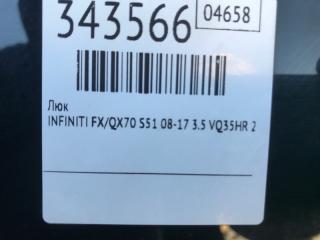 343566
04658
Люк
INFINITI FX/QX70 S51 08-17 3.5 VQ35HR 2